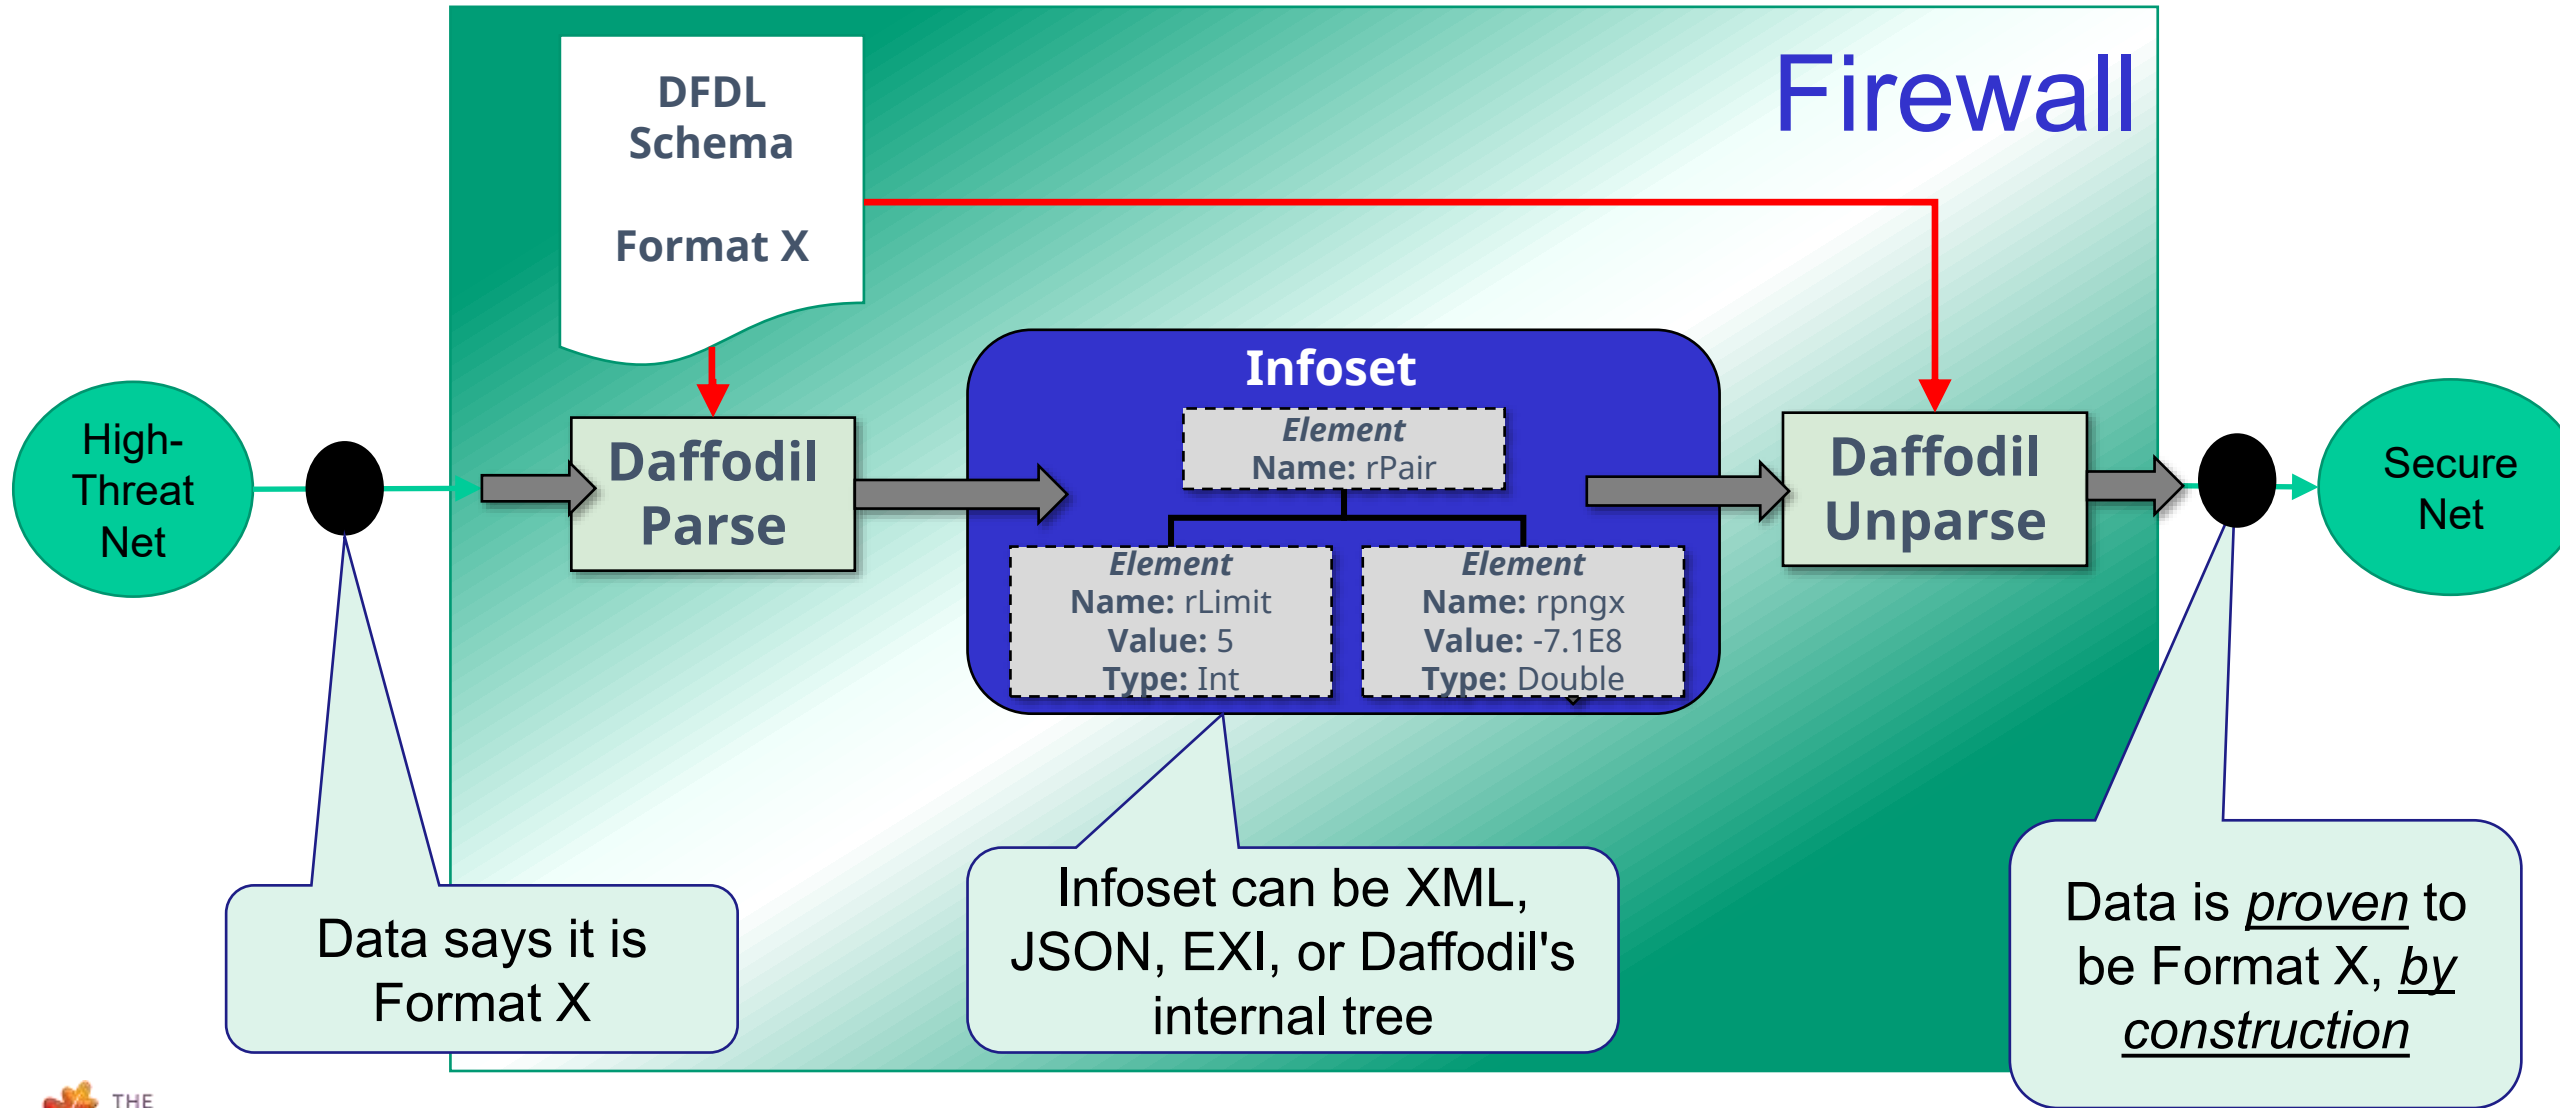 DFDL
Schema
Format X
Firewall
High-
Threat
Net
Daffodil
Parse
Infoset
Element
Name: rPair
Element
Name: rLimit
Value: 5
Type: Int
Element
Name: rpngx
Value: -7.1E8
Type: Double
Daffodil
Unparse
Secure
Net
Data says it is
Format X
Infoset can be XML,
JSON, EXI, or Daffodil's
internal tree
Data is proven to
be Format X, by
construction
THE